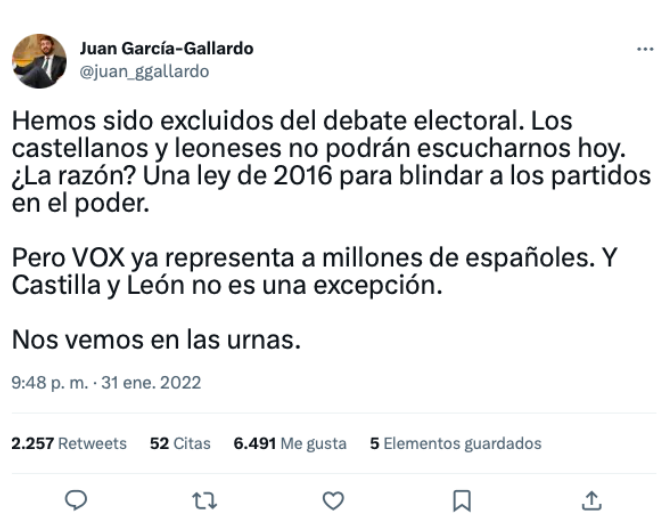 Juan García-Gallardo
@juan_ggallardo
Hemos sido excluidos del debate electoral. Los
castellanos y leoneses no podrán escucharnos hoy.
¿La razón? Una ley de 2016 para blindar a los partidos
en el poder.
Pero VOX ya representa a millones de españoles. Y
Castilla y León no es una excepción.
Nos vemos en las urnas.
9:48 p. m. · 31 ene. 2022
2.257 Retweets 52 Citas 6.491 Me gusta 5 Elementos guardados